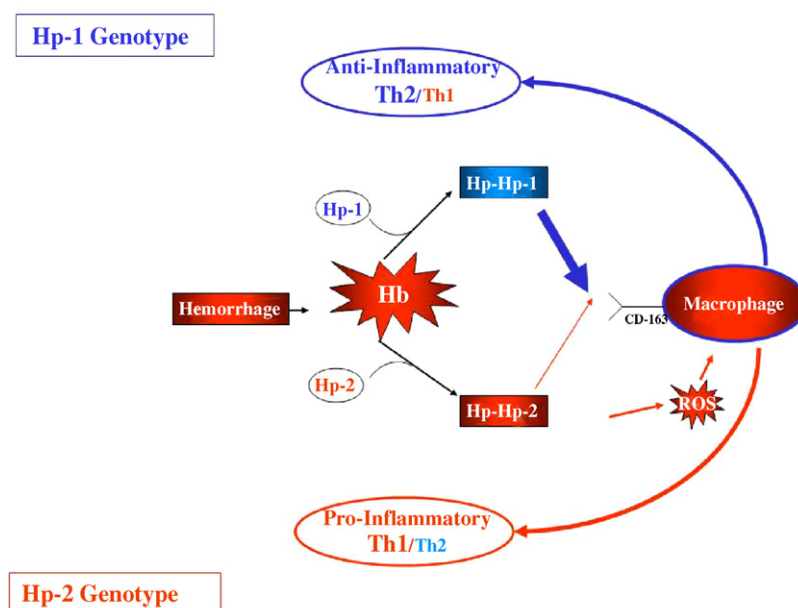 Hp-1 Genotype
Anti-Inflammatory
Th2/Th1
Hp-Hp-1
Hp-1
Hb
Hemorrhage
Macrophage
CD-163
Hp-2
Hp-Hp-2
ROS
Pro-Inflammatory
Th1/Th2
Hp-2 Genotype